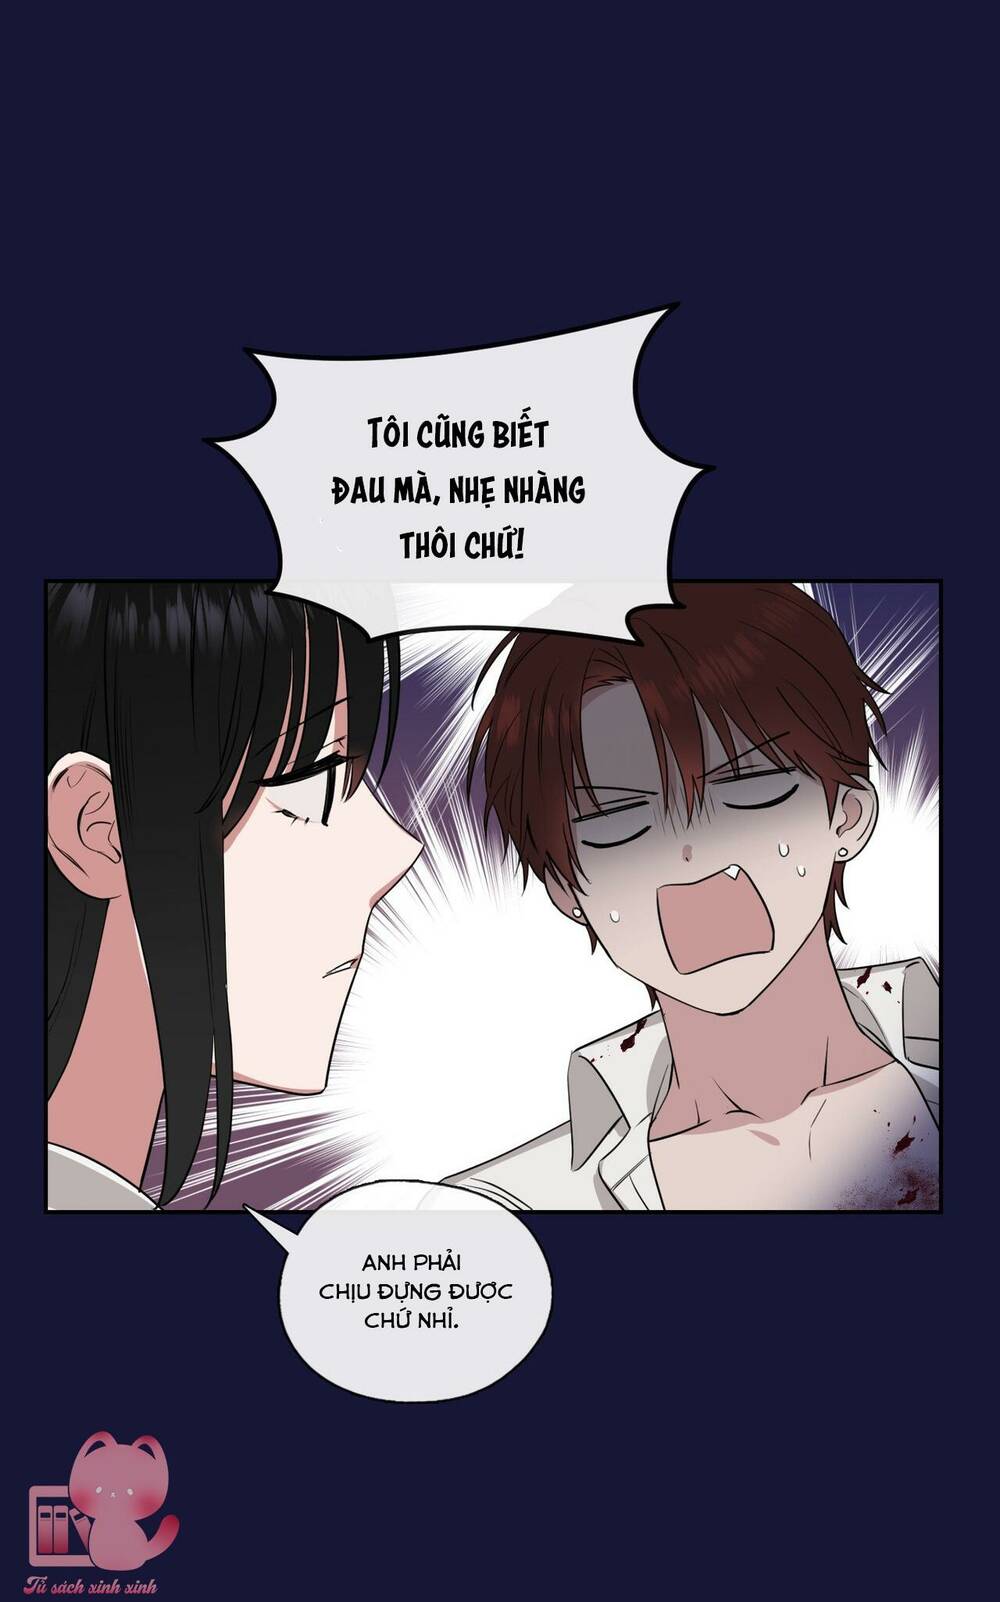 TÔI CŨNG BIẾT
ĐAU MÀ, NHẸ NHÀNG
THÔI CHỨ!
ANH PHẢI
CHỊU ĐỰNG ĐƯỢC
CHỨ NHỈ.
Tủ sách xinh xinh